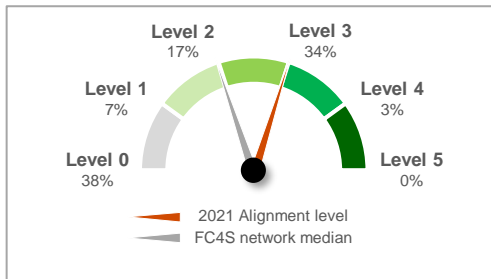 Level 2
17%
Level 3
34%
Level 1
7%
Level 4
3%
Level 0
38%
Level 5
0%
2021 Alignment level
FC4S network median